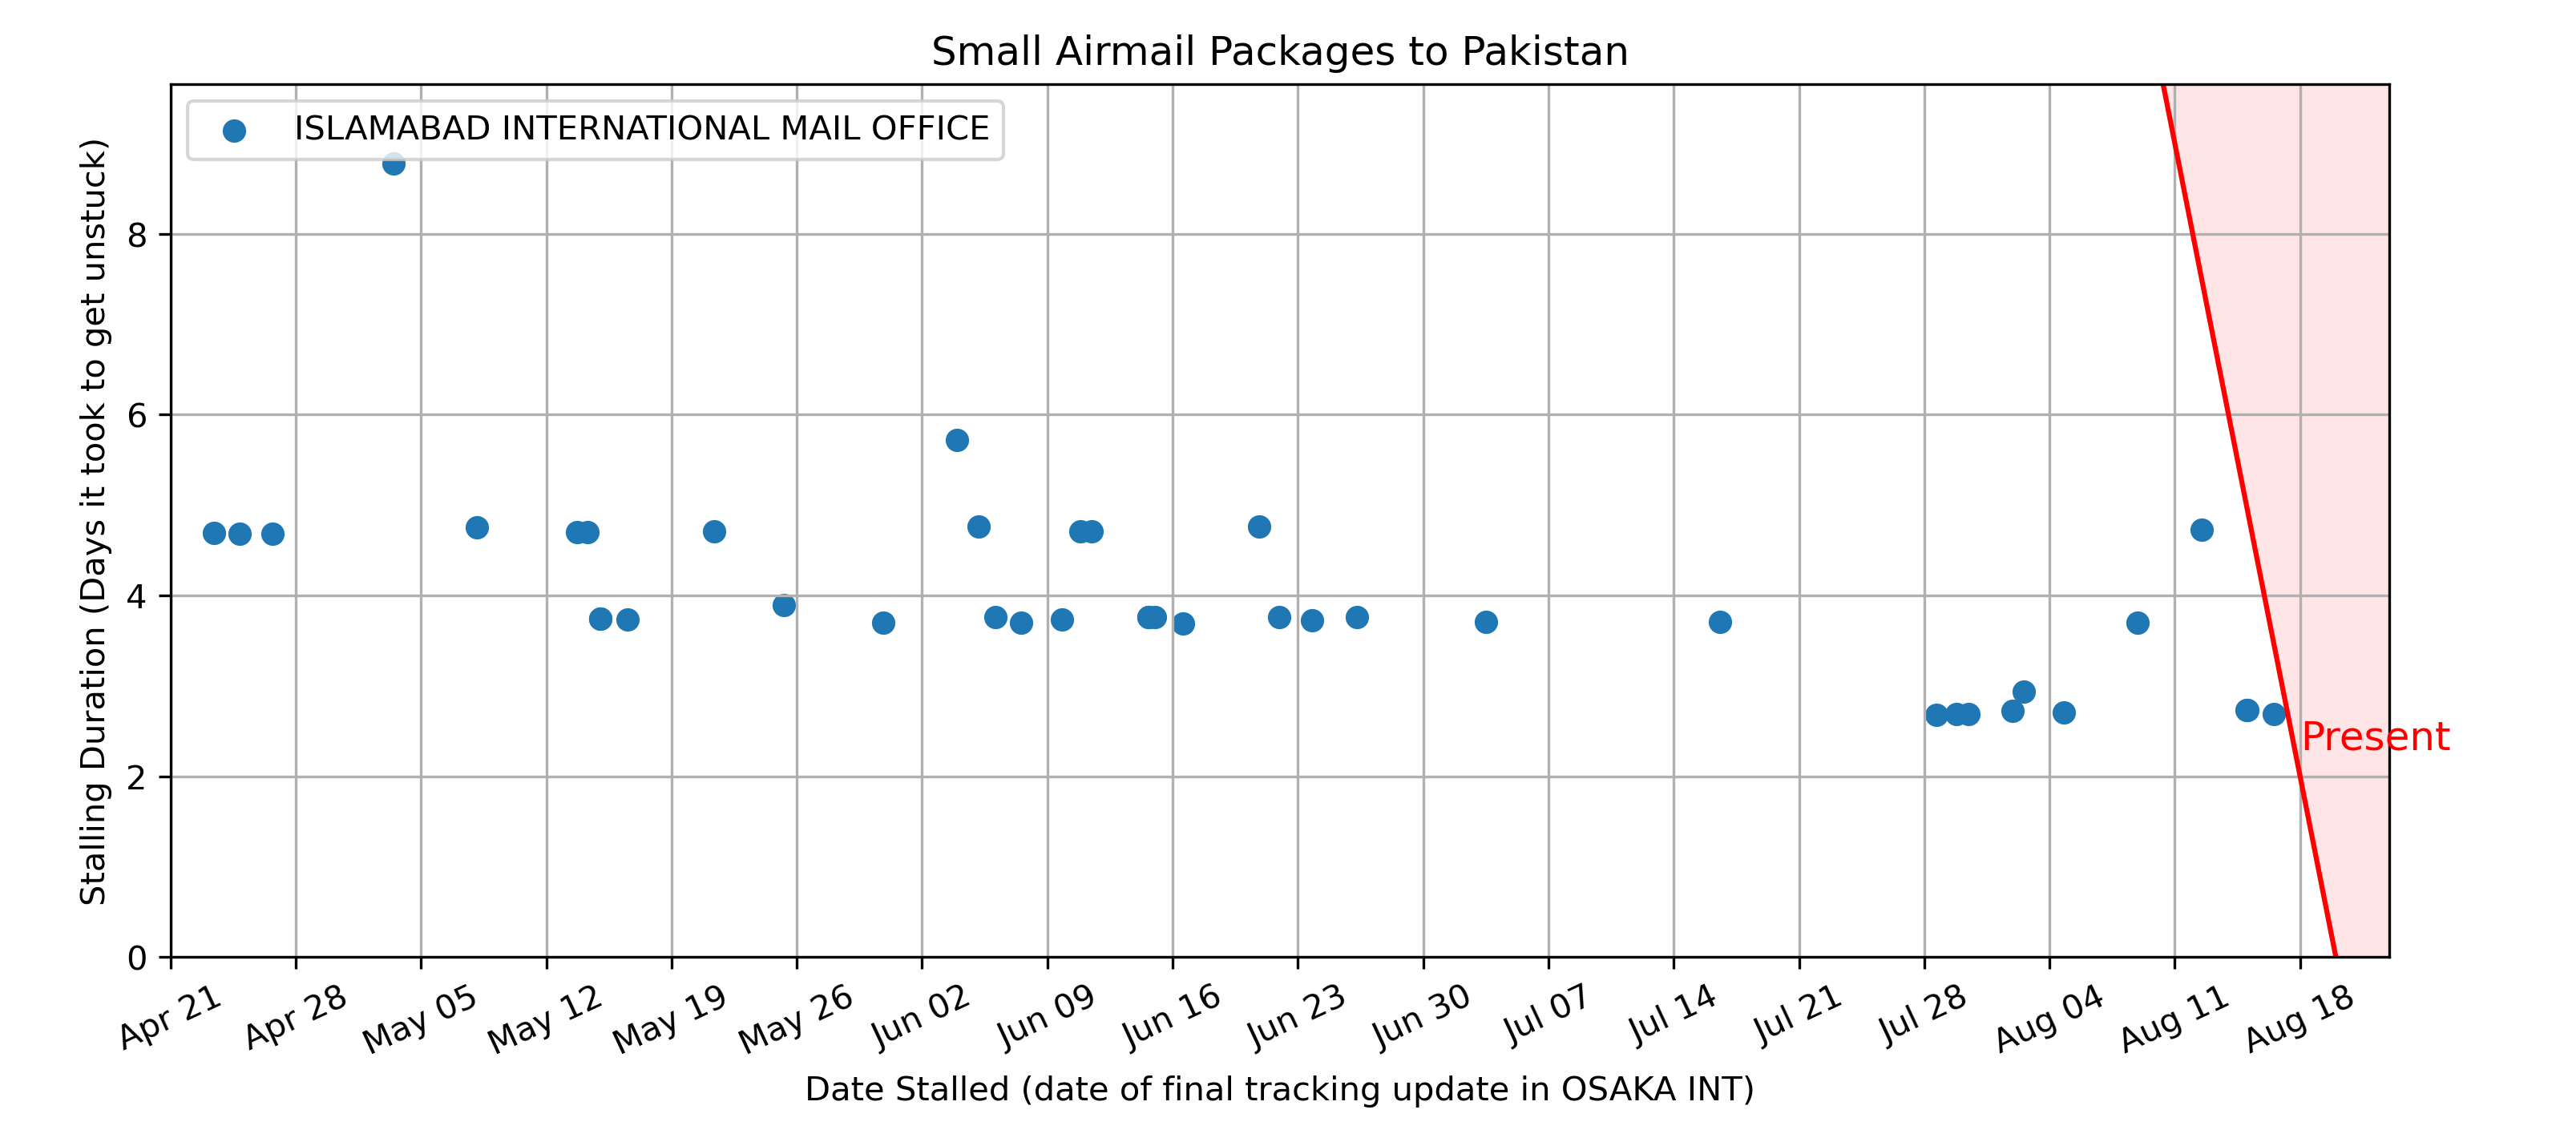 Small Airmail Packages to Pakistan
ISLAMABAD INTERNATIONAL MAIL OFFICE
Stalling Duration (Days it took to get unstuck)
8
6
4
2
0
Present
Apr 21
Apr 28
May 05
May 12
May 19
May 26
Jun 02
Jun 09
Jun 16
Jun 23
Jun 30
Jul 07
Jul 14
Jul 21
Jul 28
Aug 04
Aug 11
Aug 18
Date Stalled (date of final tracking update in OSAKA INT)